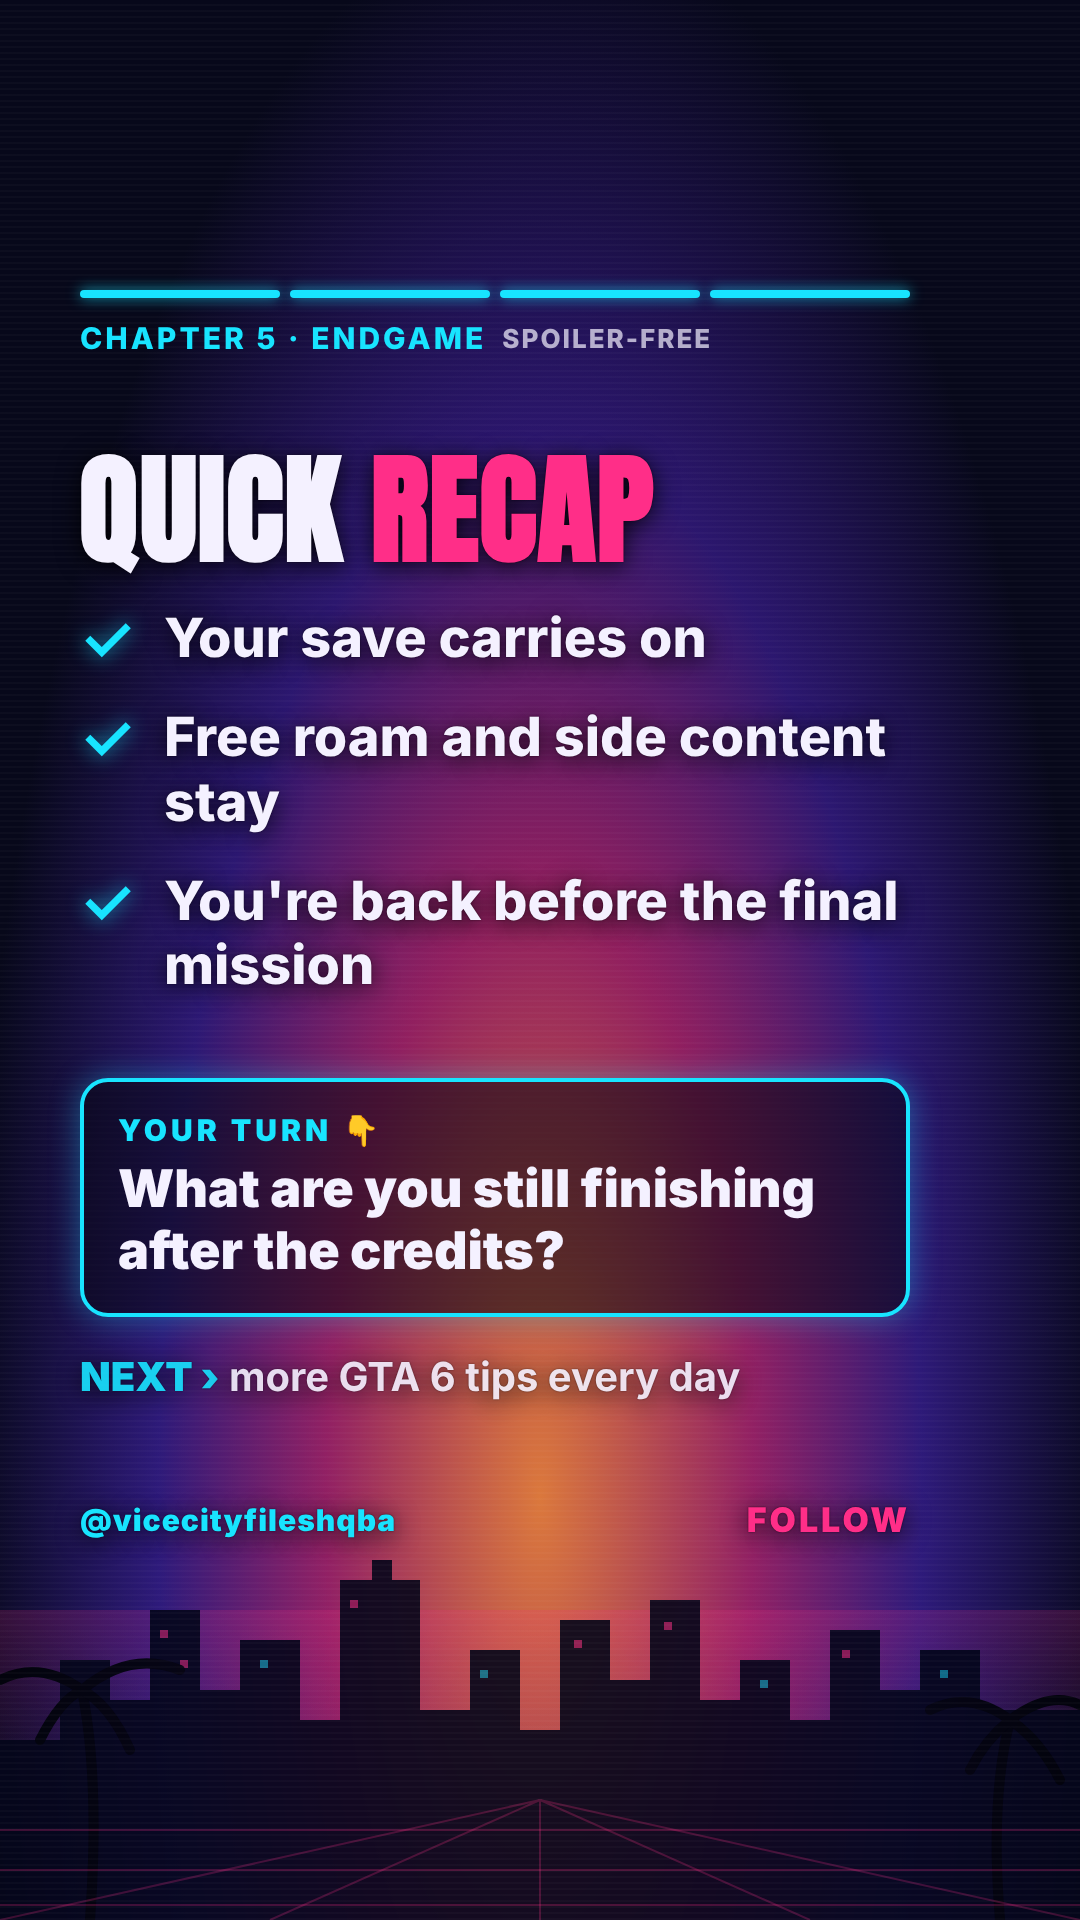 CHAPTER 5 · ENDGAME SPOILER-FREE
QUICK RECAP
Your save carries on
Free roam and side content
stay
You're back before the final
mission
YOUR TURN 👇
What are you still finishing
after the credits?
NEXT › more GTA 6 tips every day
@vicecityfileshqba
FOLLOW